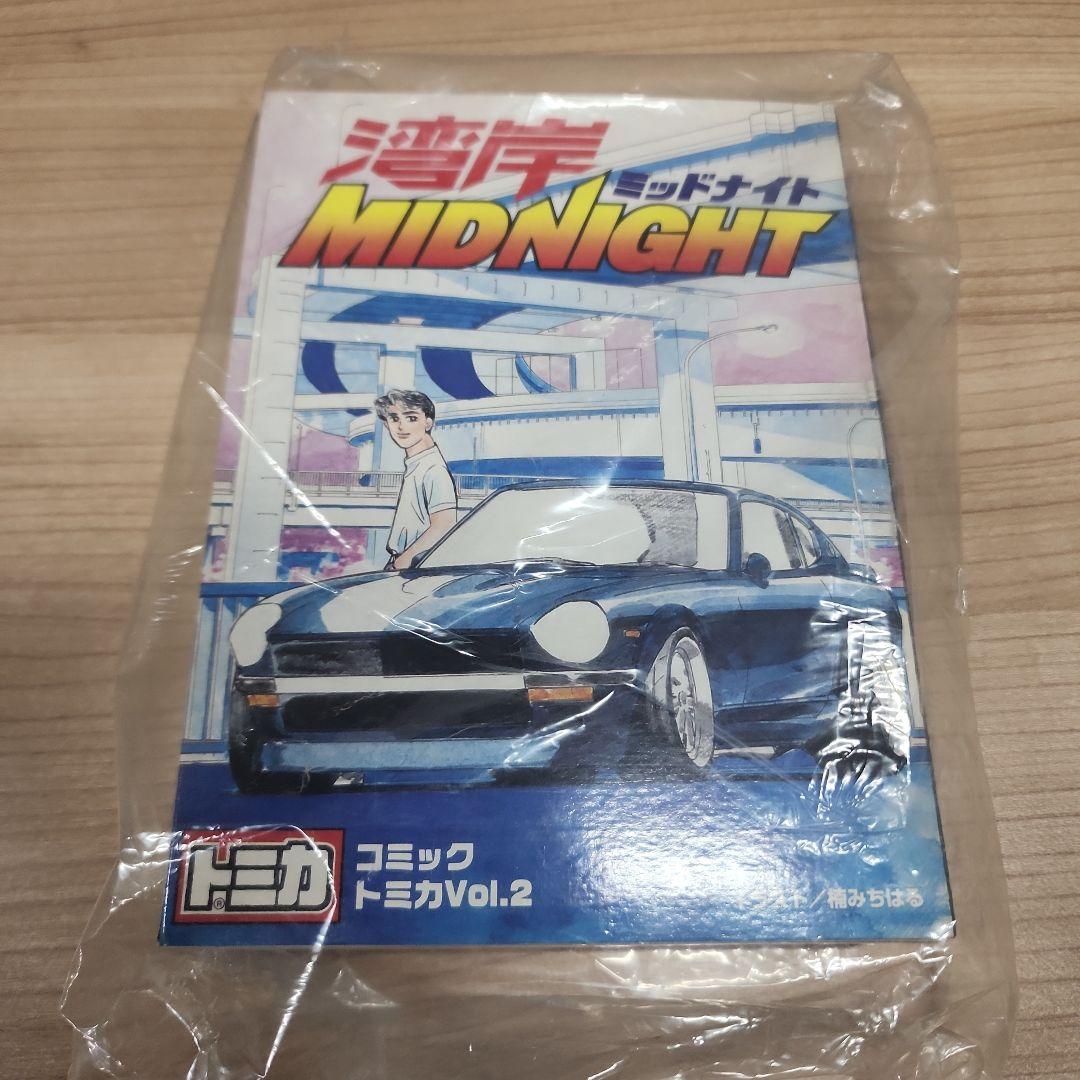 湾岸
ミッドナイト
MIDNIGHT
トミカ®
コミック
トミカVol.2
イラスト/楠みちはる